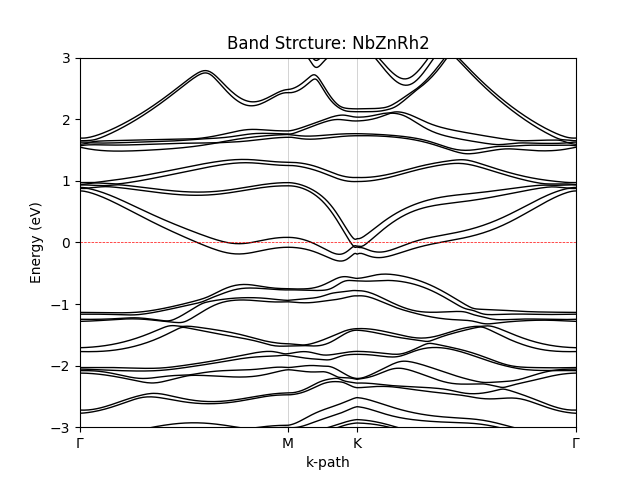 Band Strcture: NbZnRh2
Energy (eV)
3
2
1
0
−1
−2
−3
Γ
M
K
Γ
k-path